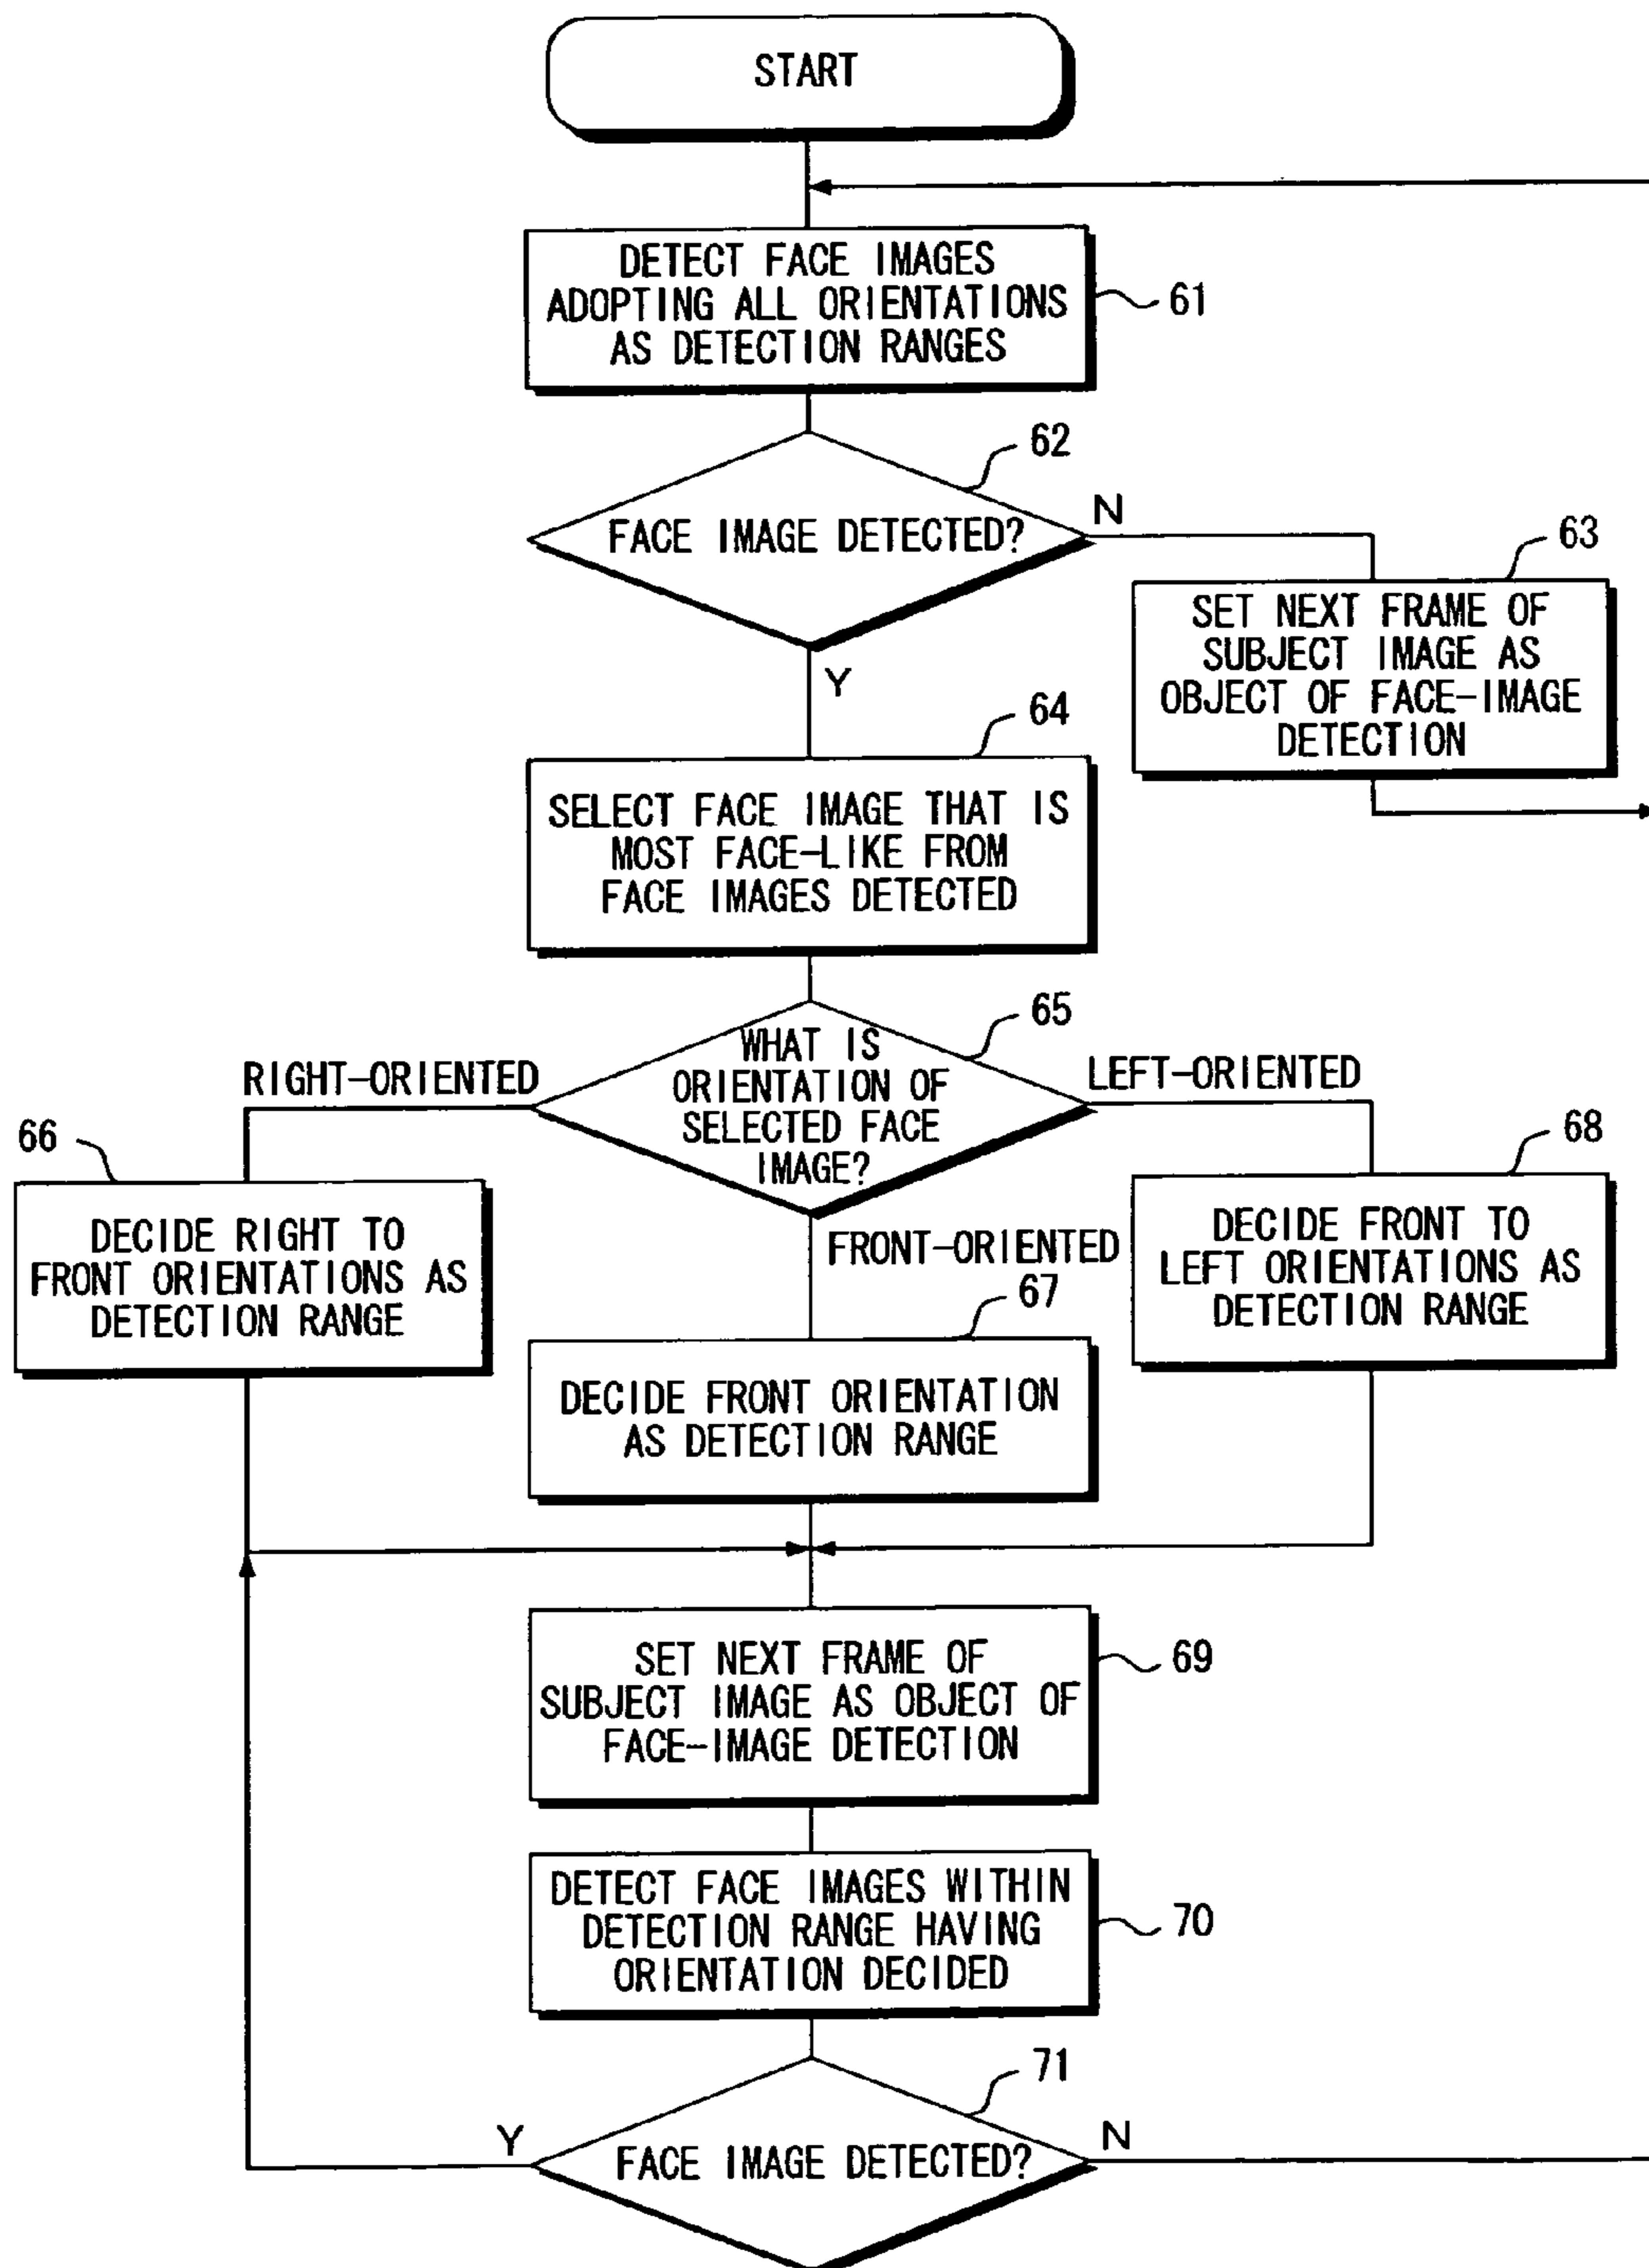 START
DETECT FACE IMAGES
ADOPTING ALL ORIENTATIONS
AS DETECTION RANGES
61
62
FACE IMAGE DETECTED?
N
Y
63
SET NEXT FRAME OF
SUBJECT IMAGE AS
OBJECT OF FACE-IMAGE
DETECTION
64
SELECT FACE IMAGE THAT IS
MOST FACE-LIKE FROM
FACE IMAGES DETECTED
65
WHAT IS
ORIENTATION OF
SELECTED FACE
IMAGE?
RIGHT-ORIENTED
LEFT-ORIENTED
FRONT-ORIENTED
66
DECIDE RIGHT TO
FRONT ORIENTATIONS AS
DETECTION RANGE
67
DECIDE FRONT ORIENTATION
AS DETECTION RANGE
68
DECIDE FRONT TO
LEFT ORIENTATIONS AS
DETECTION RANGE
SET NEXT FRAME OF
SUBJECT IMAGE AS OBJECT OF
FACE-IMAGE DETECTION
69
DETECT FACE IMAGES WITHIN
DETECTION RANGE HAVING
ORIENTATION DECIDED
70
71
Y
FACE IMAGE DETECTED?
N